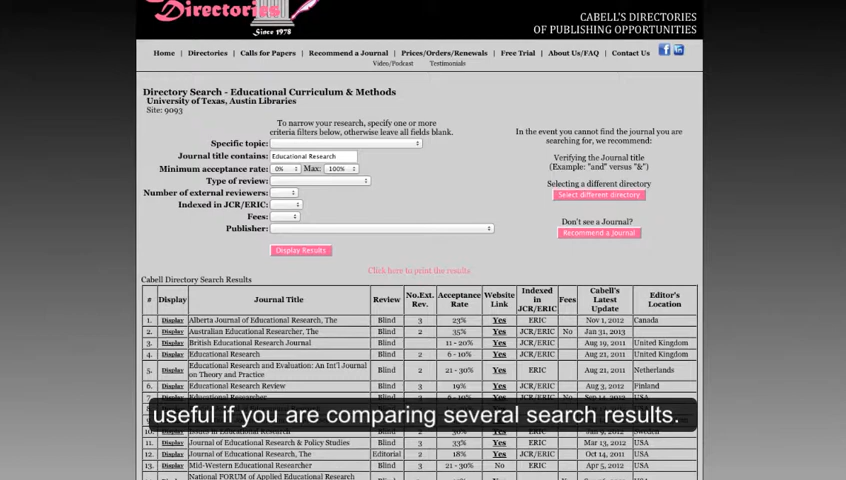 Directories
Since 1978
CABELL'S DIRECTORIES
OF PUBLISHING OPPORTUNITIES
Home | Directories | Calls for Papers | Recommend a Journal | Prices/Orders/Renewals | Free Trial | About Us/FAQ | Contact Us
Video/Podcast Testimonials
Directory Search - Educational Curriculum & Methods
University of Texas, Austin Libraries
Site: 9093
To narrow your research, specify one or more
criteria filters below, otherwise leave all fields blank.
Specific topic:
Journal title contains: Educational Research
Minimum acceptance rate: 0% Max: 100%
Type of review:
Number of external reviewers:
Indexed in JCR/ERIC:
Fees:
Publisher:
Display Results
In the event you cannot find the journal you are
searching for, we recommend:
Verifying the Journal title
(Example: "and" versus "&")
Selecting a different directory
Select different directory
Don't see a Journal?
Recommend a Journal
Click here to print the results
Cabell Directory Search Results
# Display Journal Title Review No.Ext. Rev. Acceptance Rate Website Link Indexed in JCR/ERIC Fees Cabell's Latest Update Editor's Location
1. Display Alberta Journal of Educational Research, The Blind 3 23% Yes ERIC Nov 1, 2012 Canada
2. Display Australian Educational Researcher, The Blind 2 35% Yes JCR/ERIC No Jan 31, 2013
3. Display British Educational Research Journal Blind 11 - 20% Yes JCR/ERIC Aug 19, 2011 United Kingdom
4. Display Educational Research Blind 2 6 - 10% Yes JCR/ERIC Aug 21, 2011 United Kingdom
5. Display Educational Research and Evaluation: An Int'l Journal on Theory and Practice Blind 2 21 - 30% Yes ERIC Aug 21, 2011 Netherlands
6. Display Educational Research Review Blind 3 19% Yes JCR/ERIC Aug 3, 2012 Finland
useful if you are comparing several search results.
11. Display Journal of Educational Research & Policy Studies Blind 3 33% Yes JCR/ERIC Mar 13, 2012 USA
12. Display Journal of Educational Research, The Editorial 2 18% Yes JCR/ERIC Oct 14, 2011 USA
13. Display Mid-Western Educational Researcher Blind 3 21 - 30% No ERIC Apr 5, 2012 USA
National FORUM of Applied Educational Research